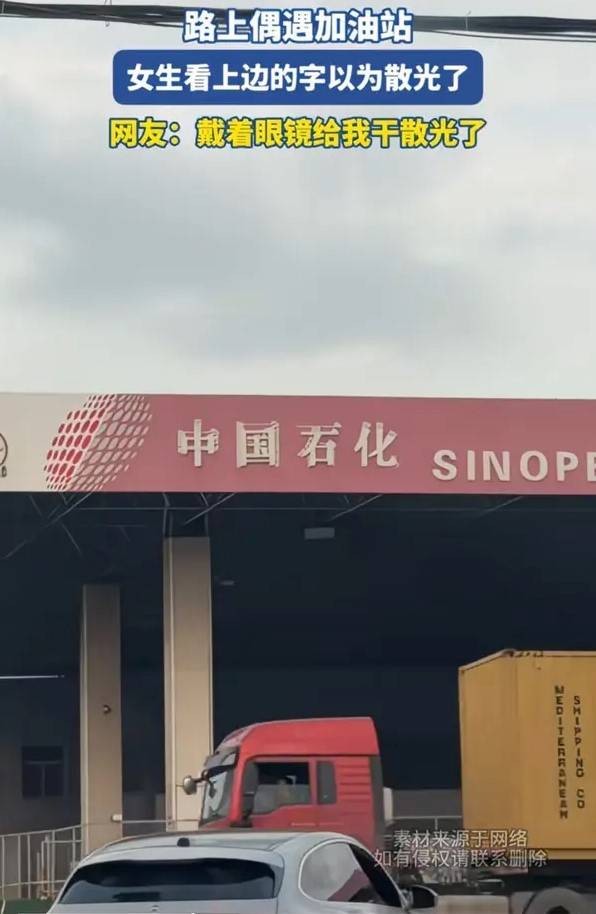 路上偶遇加油站
女生看上边的字以为散光了
网友：戴着眼镜给我干散光了
中国石化
SINOPE
MEDITERRANEAN
SHIPPING CO
素材来源于网络
如有侵权请联系删除